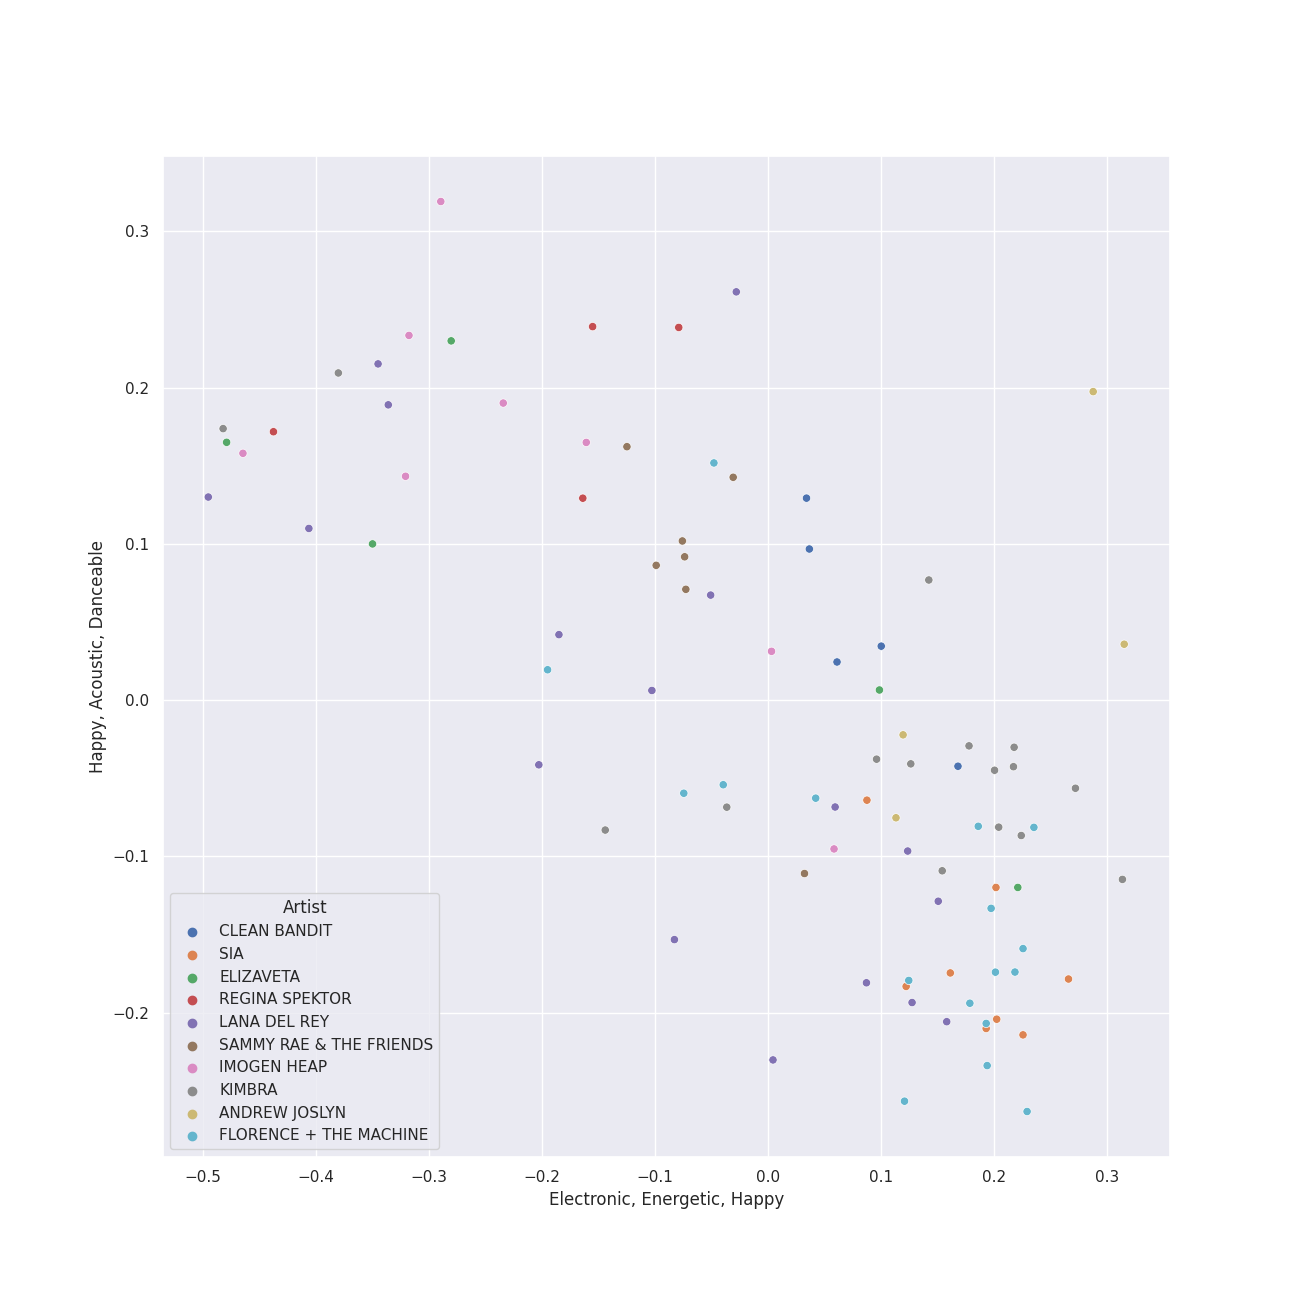 0.3
0.2
0.1
0.0
−0.1
−0.2
Happy, Acoustic, Danceable
Artist
CLEAN BANDIT
SIA
ELIZAVETA
REGINA SPEKTOR
LANA DEL REY
SAMMY RAE & THE FRIENDS
IMOGEN HEAP
KIMBRA
ANDREW JOSLYN
FLORENCE + THE MACHINE
−0.5 −0.4 −0.3 −0.2 −0.1 0.0 0.1 0.2 0.3
Electronic, Energetic, Happy